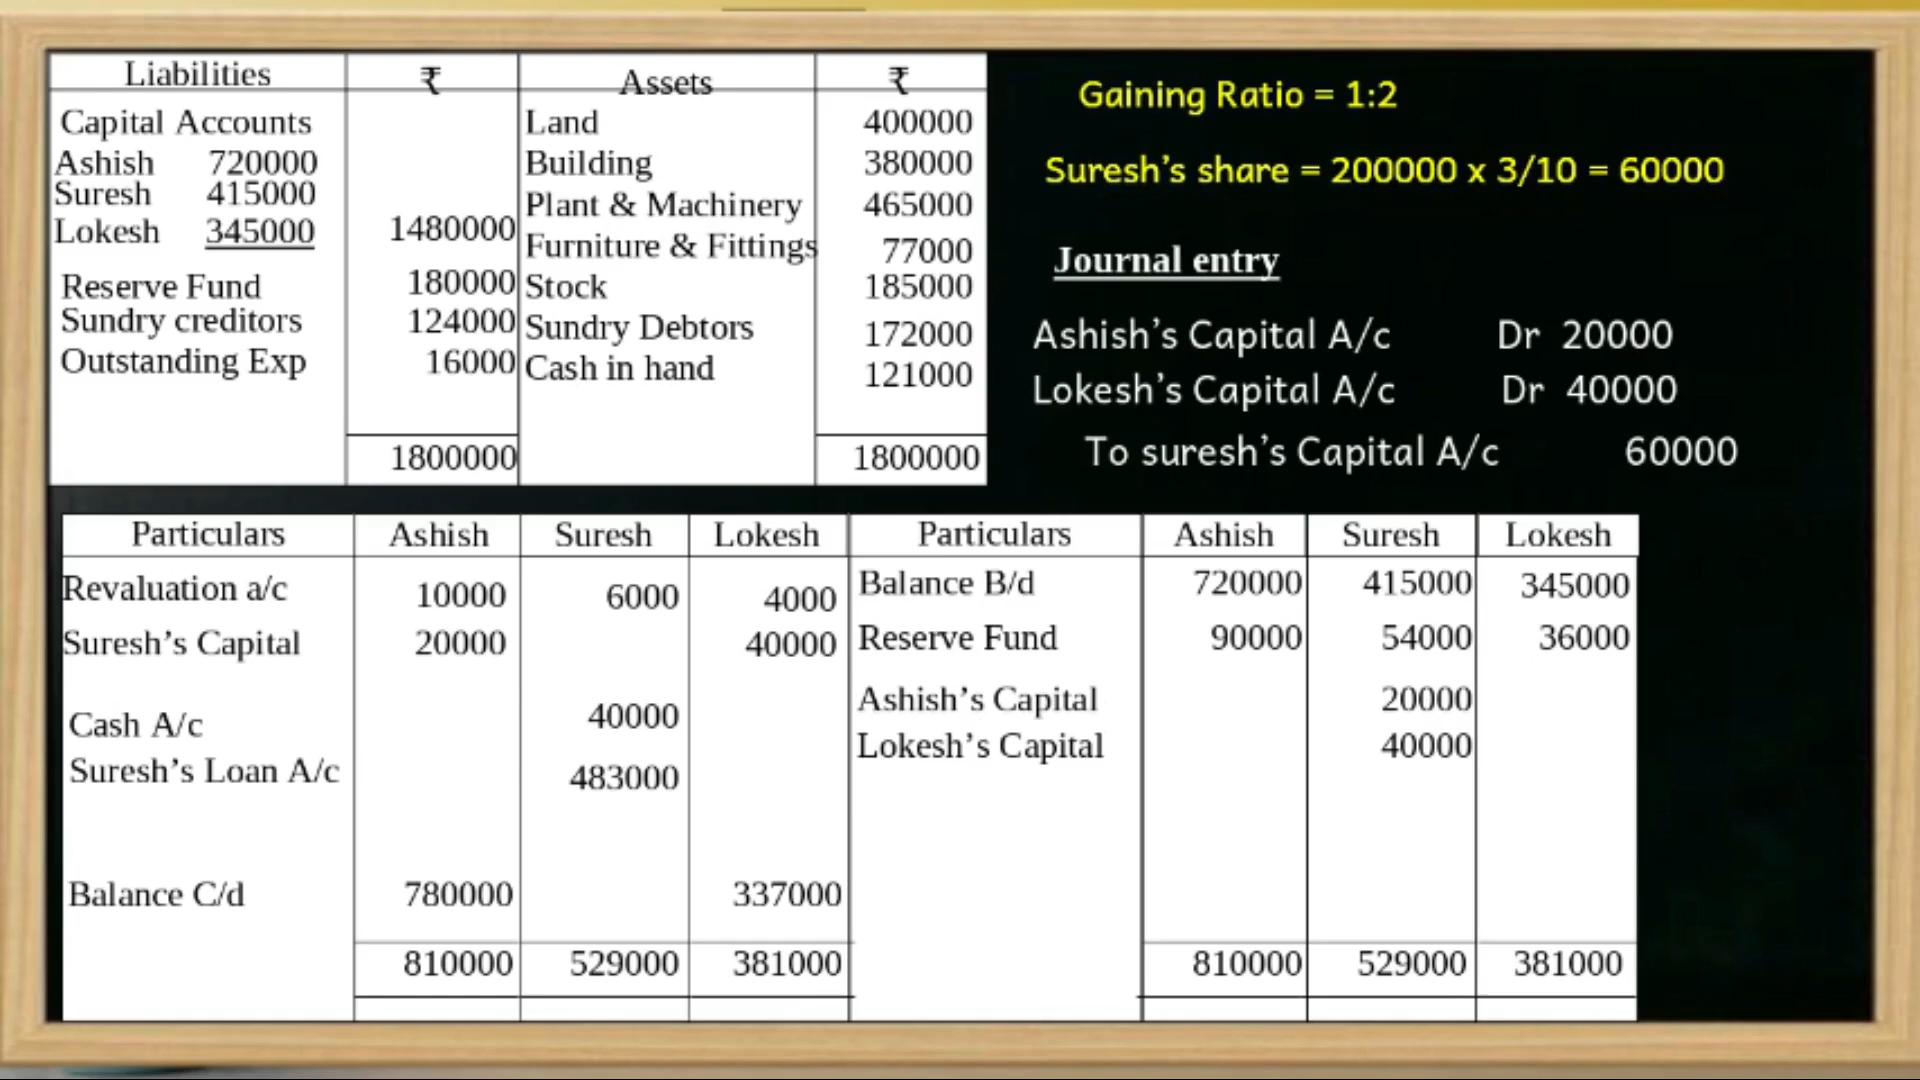 Liabilities ₹ Assets ₹
Capital Accounts Land 400000
Ashish 720000 Building 380000
Suresh 415000 Plant & Machinery 465000
Lokesh 345000 1480000 Furniture & Fittings 77000
Reserve Fund 180000 Stock 185000
Sundry creditors 124000 Sundry Debtors 172000
Outstanding Exp 16000 Cash in hand 121000
1800000 1800000
Gaining Ratio = 1:2
Suresh's share = 200000 x 3/10 = 60000
Journal entry
Ashish's Capital A/c Dr 20000
Lokesh's Capital A/c Dr 40000
To suresh's Capital A/c 60000
Particulars Ashish Suresh Lokesh Particulars Ashish Suresh Lokesh
Revaluation a/c 10000 6000 4000 Balance B/d 720000 415000 345000
Suresh's Capital 20000 40000 Reserve Fund 90000 54000 36000
Cash A/c 40000 Ashish's Capital 20000
Suresh's Loan A/c 483000 Lokesh's Capital 40000
Balance C/d 780000 337000
810000 529000 381000 810000 529000 381000